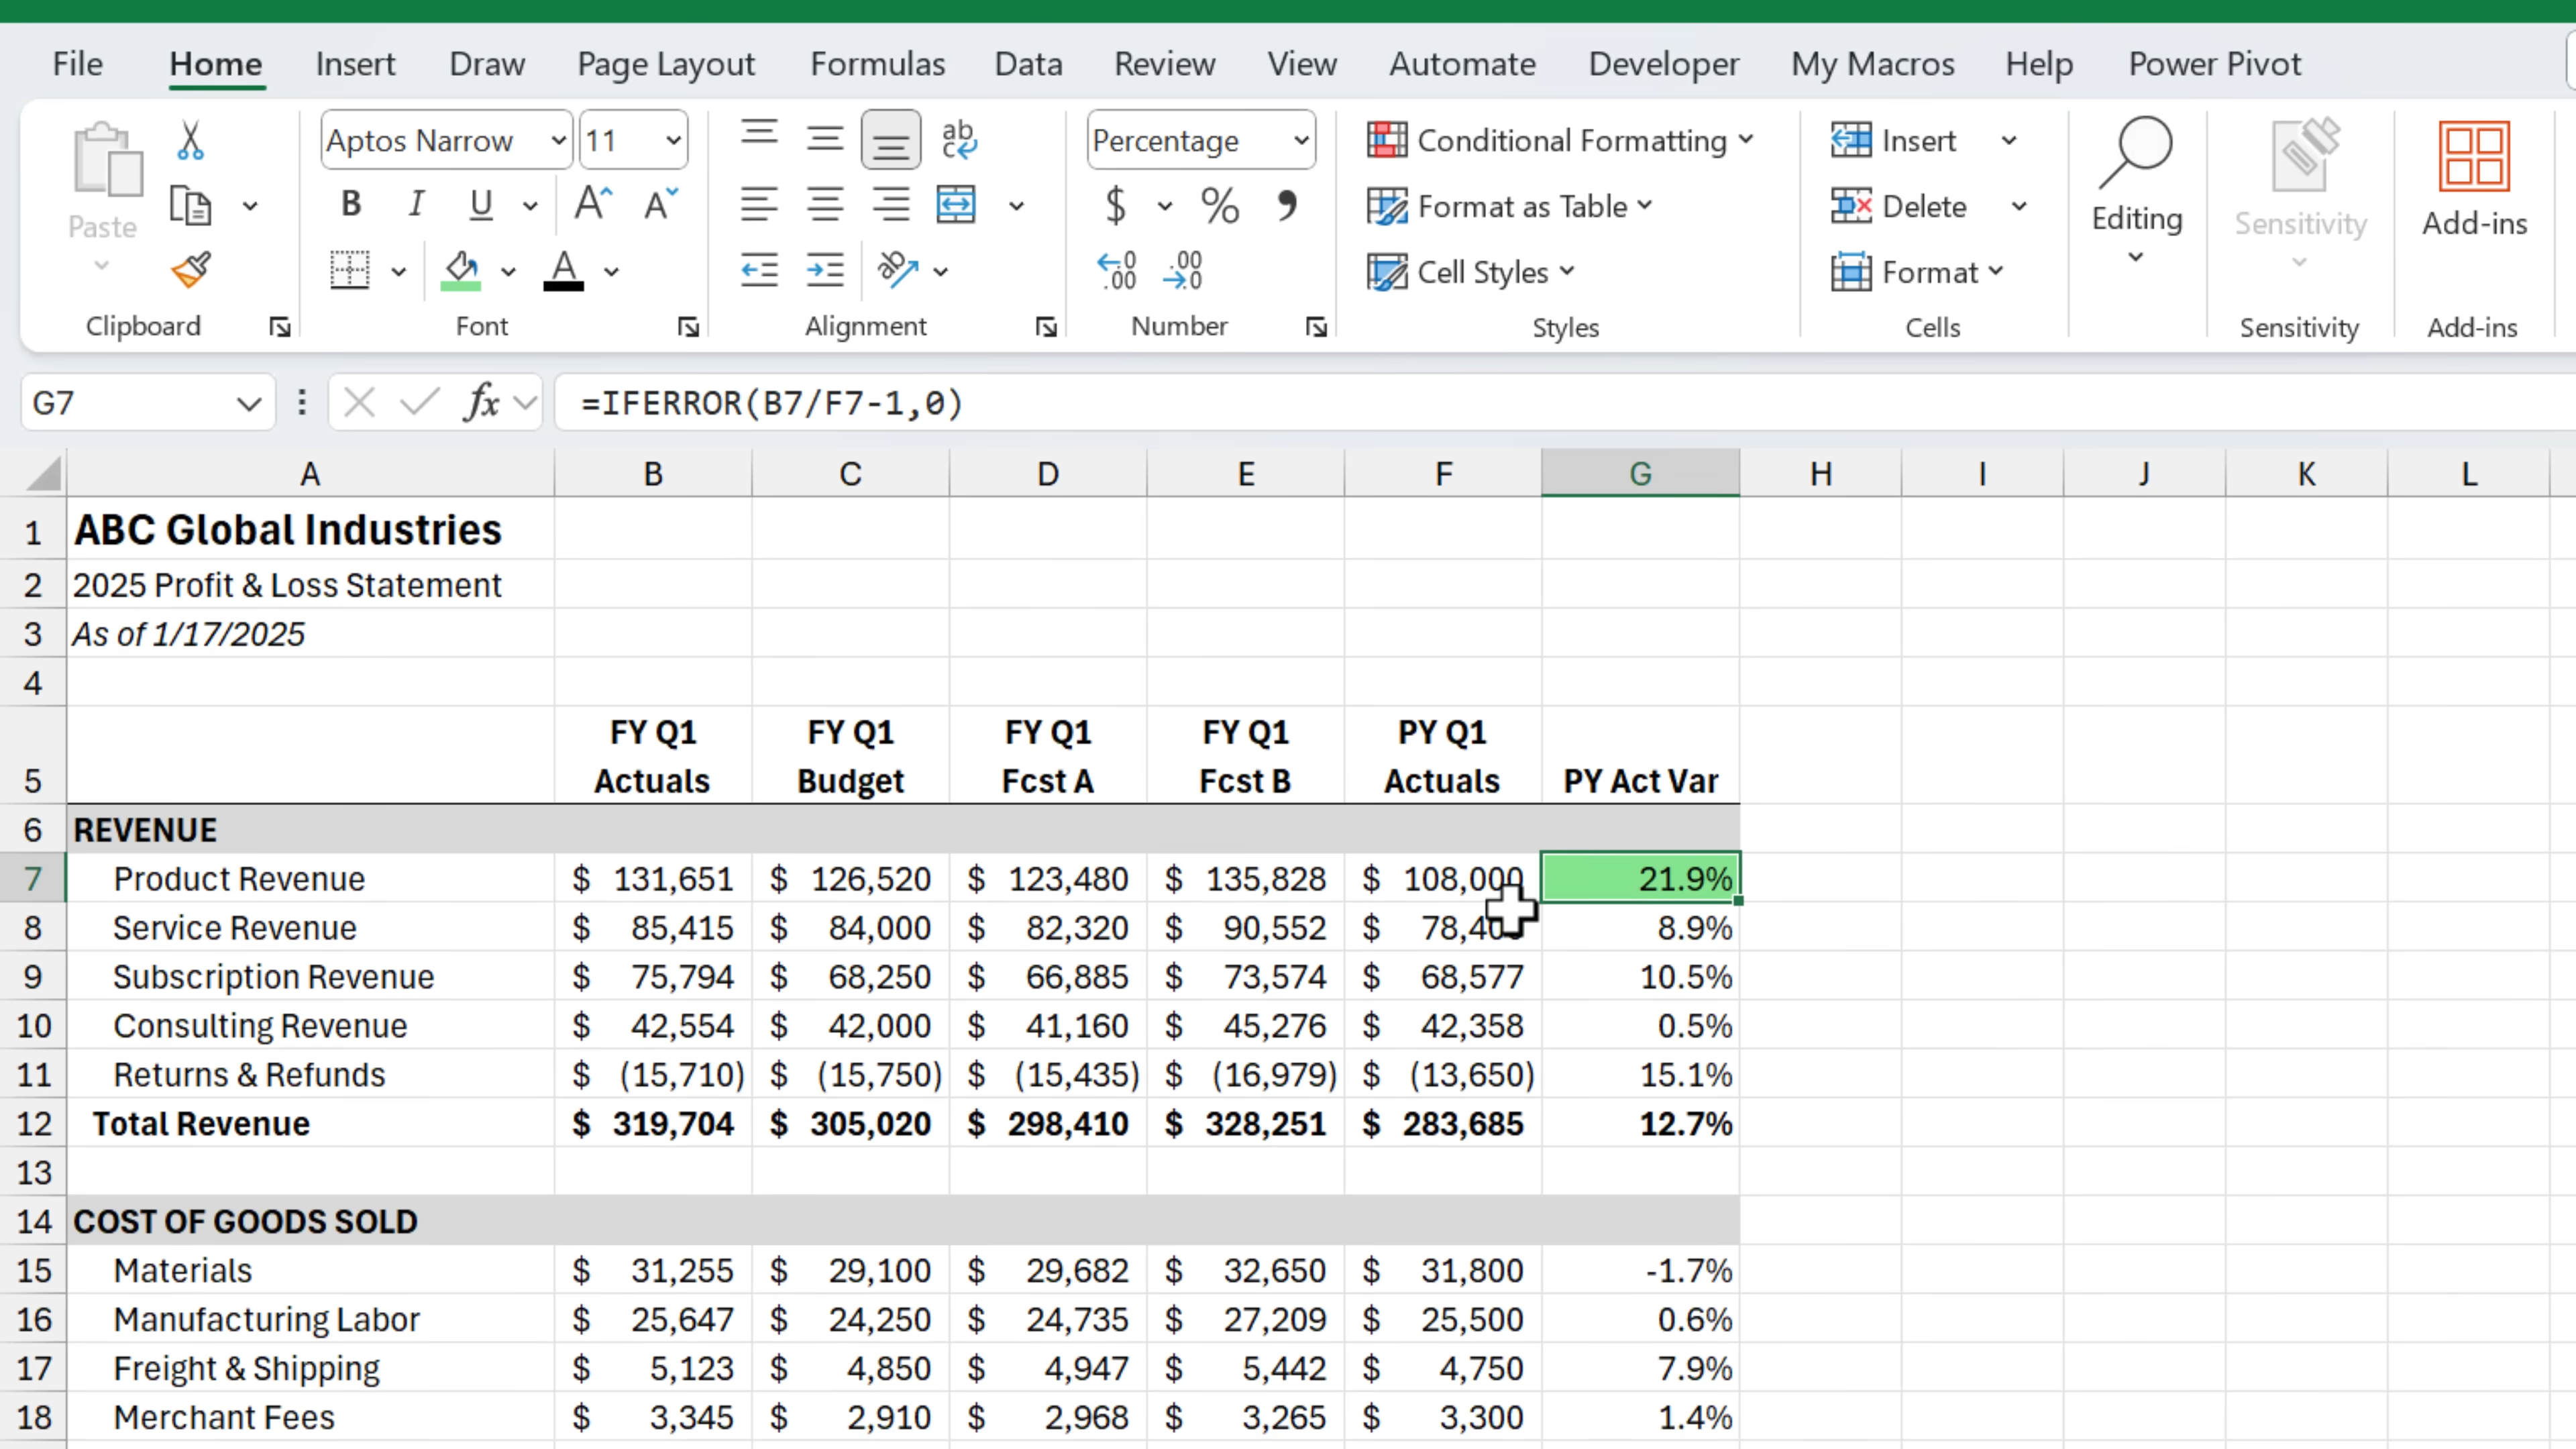 File Home Insert Draw Page Layout Formulas Data Review View Automate Developer My Macros Help Power Pivot
Paste
Clipboard
Aptos Narrow 11
B I U A A
A
Font
ab c
Alignment
Percentage
$ % ,
.00 .00
Number
Conditional Formatting
Format as Table
Cell Styles
Styles
Insert
Delete
Format
Cells
Editing
Sensitivity
Sensitivity
Add-ins
Add-ins
G7 fx =IFERROR(B7/F7-1,0)
A B C D E F G H I J K L
1 ABC Global Industries
2 2025 Profit & Loss Statement
3 As of 1/17/2025
4
FY Q1 FY Q1 FY Q1 FY Q1 PY Q1
5 Actuals Budget Fcst A Fcst B Actuals PY Act Var
6 REVENUE
7 Product Revenue $ 131,651 $ 126,520 $ 123,480 $ 135,828 $ 108,000 21.9%
8 Service Revenue $ 85,415 $ 84,000 $ 82,320 $ 90,552 $ 8.9%
9 Subscription Revenue $ 75,794 $ 68,250 $ 66,885 $ 73,574 $ 68,577 10.5%
10 Consulting Revenue $ 42,554 $ 42,000 $ 41,160 $ 45,276 $ 42,358 0.5%
11 Returns & Refunds $ (15,710) $ (15,750) $ (15,435) $ (16,979) $ (13,650) 15.1%
12 Total Revenue $ 319,704 $ 305,020 $ 298,410 $ 328,251 $ 283,685 12.7%
13
14 COST OF GOODS SOLD
15 Materials $ 31,255 $ 29,100 $ 29,682 $ 32,650 $ 31,800 -1.7%
16 Manufacturing Labor $ 25,647 $ 24,250 $ 24,735 $ 27,209 $ 25,500 0.6%
17 Freight & Shipping $ 5,123 $ 4,850 $ 4,947 $ 5,442 $ 4,750 7.9%
18 Merchant Fees $ 3,345 $ 2,910 $ 2,968 $ 3,265 $ 3,300 1.4%